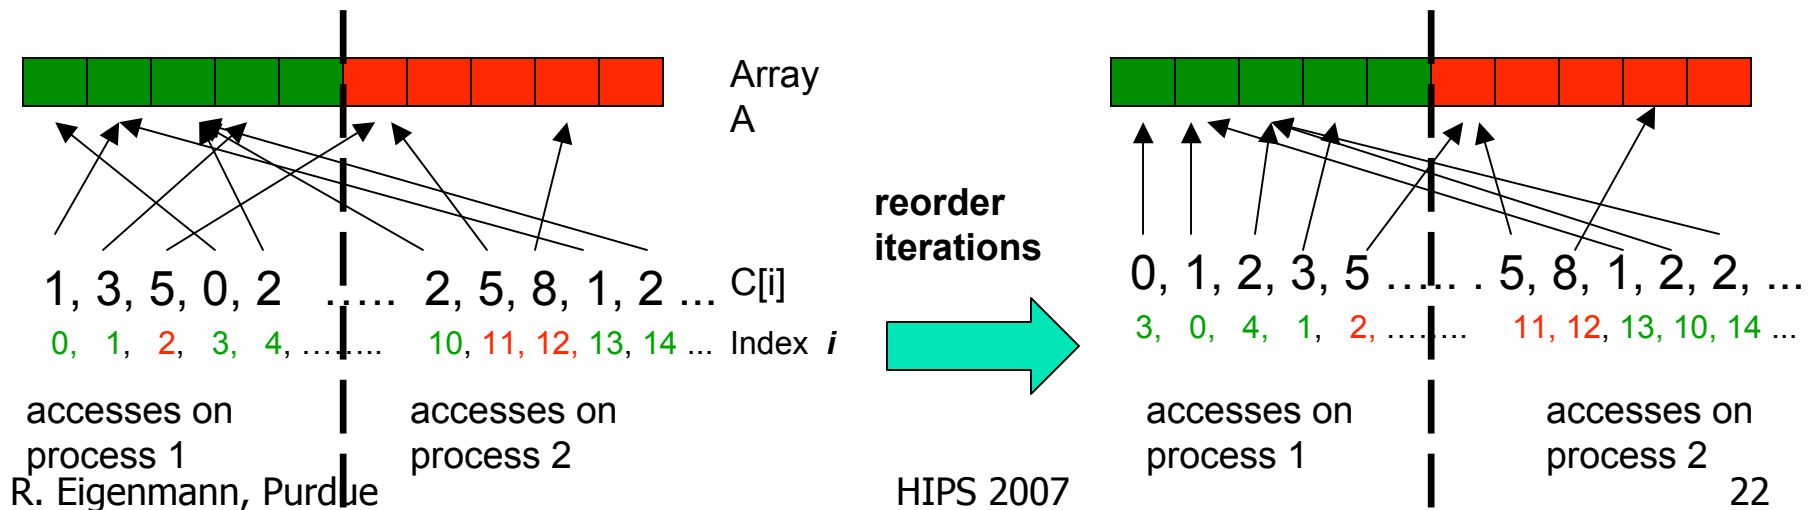 Array
A
1, 3, 5, 0, 2 ..... 2, 5, 8, 1, 2 ... C[i]
0, 1, 2, 3, 4, ........ 10, 11, 12, 13, 14 ... Index i
accesses on
process 1
accesses on
process 2
reorder
iterations
0, 1, 2, 3, 5 ...... 5, 8, 1, 2, 2, ...
3, 0, 4, 1, 2, ........ 11, 12, 13, 10, 14 ...
accesses on
process 1
accesses on
process 2
R. Eigenmann, Purdue HIPS 2007 22